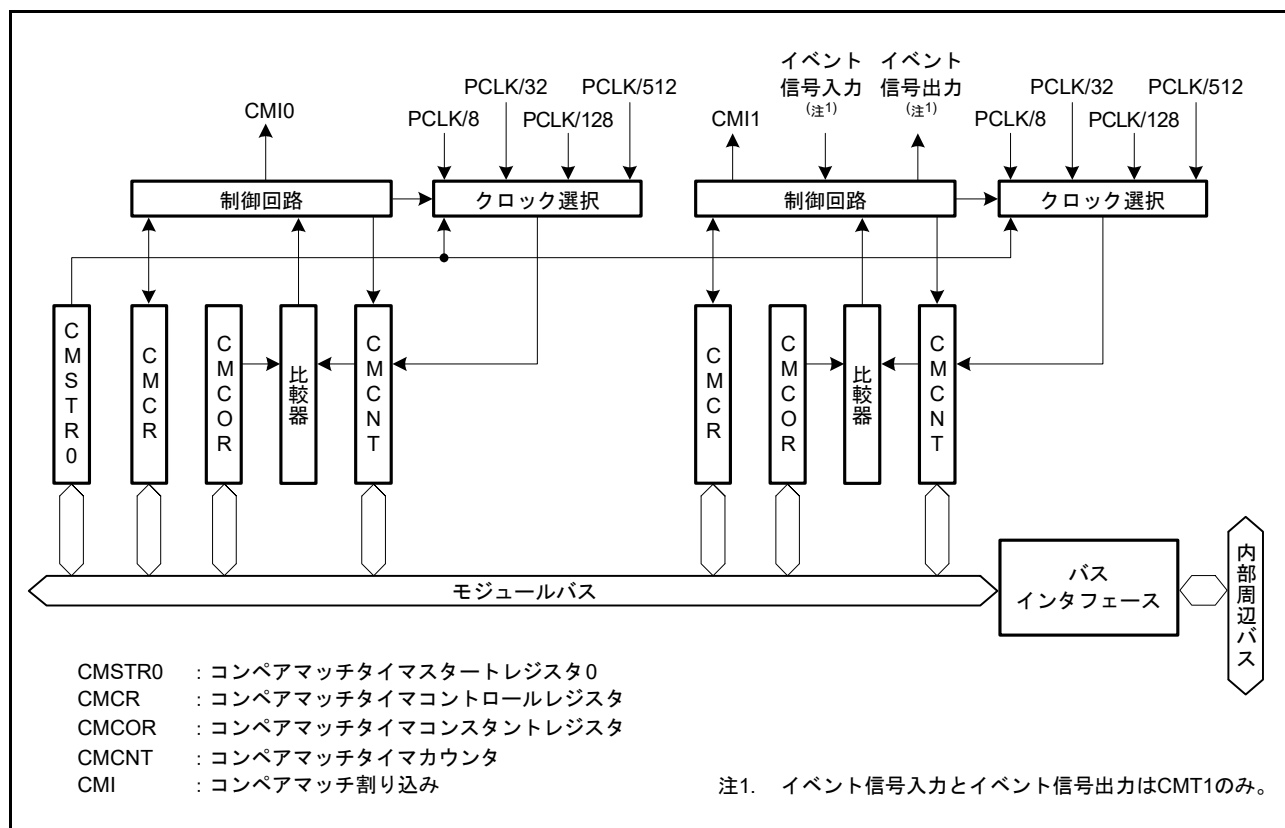 イベント イベント
信号入力 信号出力
(注1) (注1)
PCLK/32 PCLK/512
PCLK/32 PCLK/512
CMI0
PCLK/8 PCLK/128
CMI1
PCLK/8 PCLK/128
制御回路
クロック選択
制御回路
クロック選択
CMSTR0
CMCR
CMCOR
比較器
CMCNT
CMCR
CMCOR
比較器
CMCNT
モジュールバス
バス
インタフェース
内部周辺バス
CMSTR0 : コンペアマッチタイマスタートレジスタ0
CMCR : コンペアマッチタイマコントロールレジスタ
CMCOR : コンペアマッチタイマコンスタントレジスタ
CMCNT : コンペアマッチタイマカウンタ
CMI : コンペアマッチ割り込み
注1. イベント信号入力とイベント信号出力はCMT1のみ。